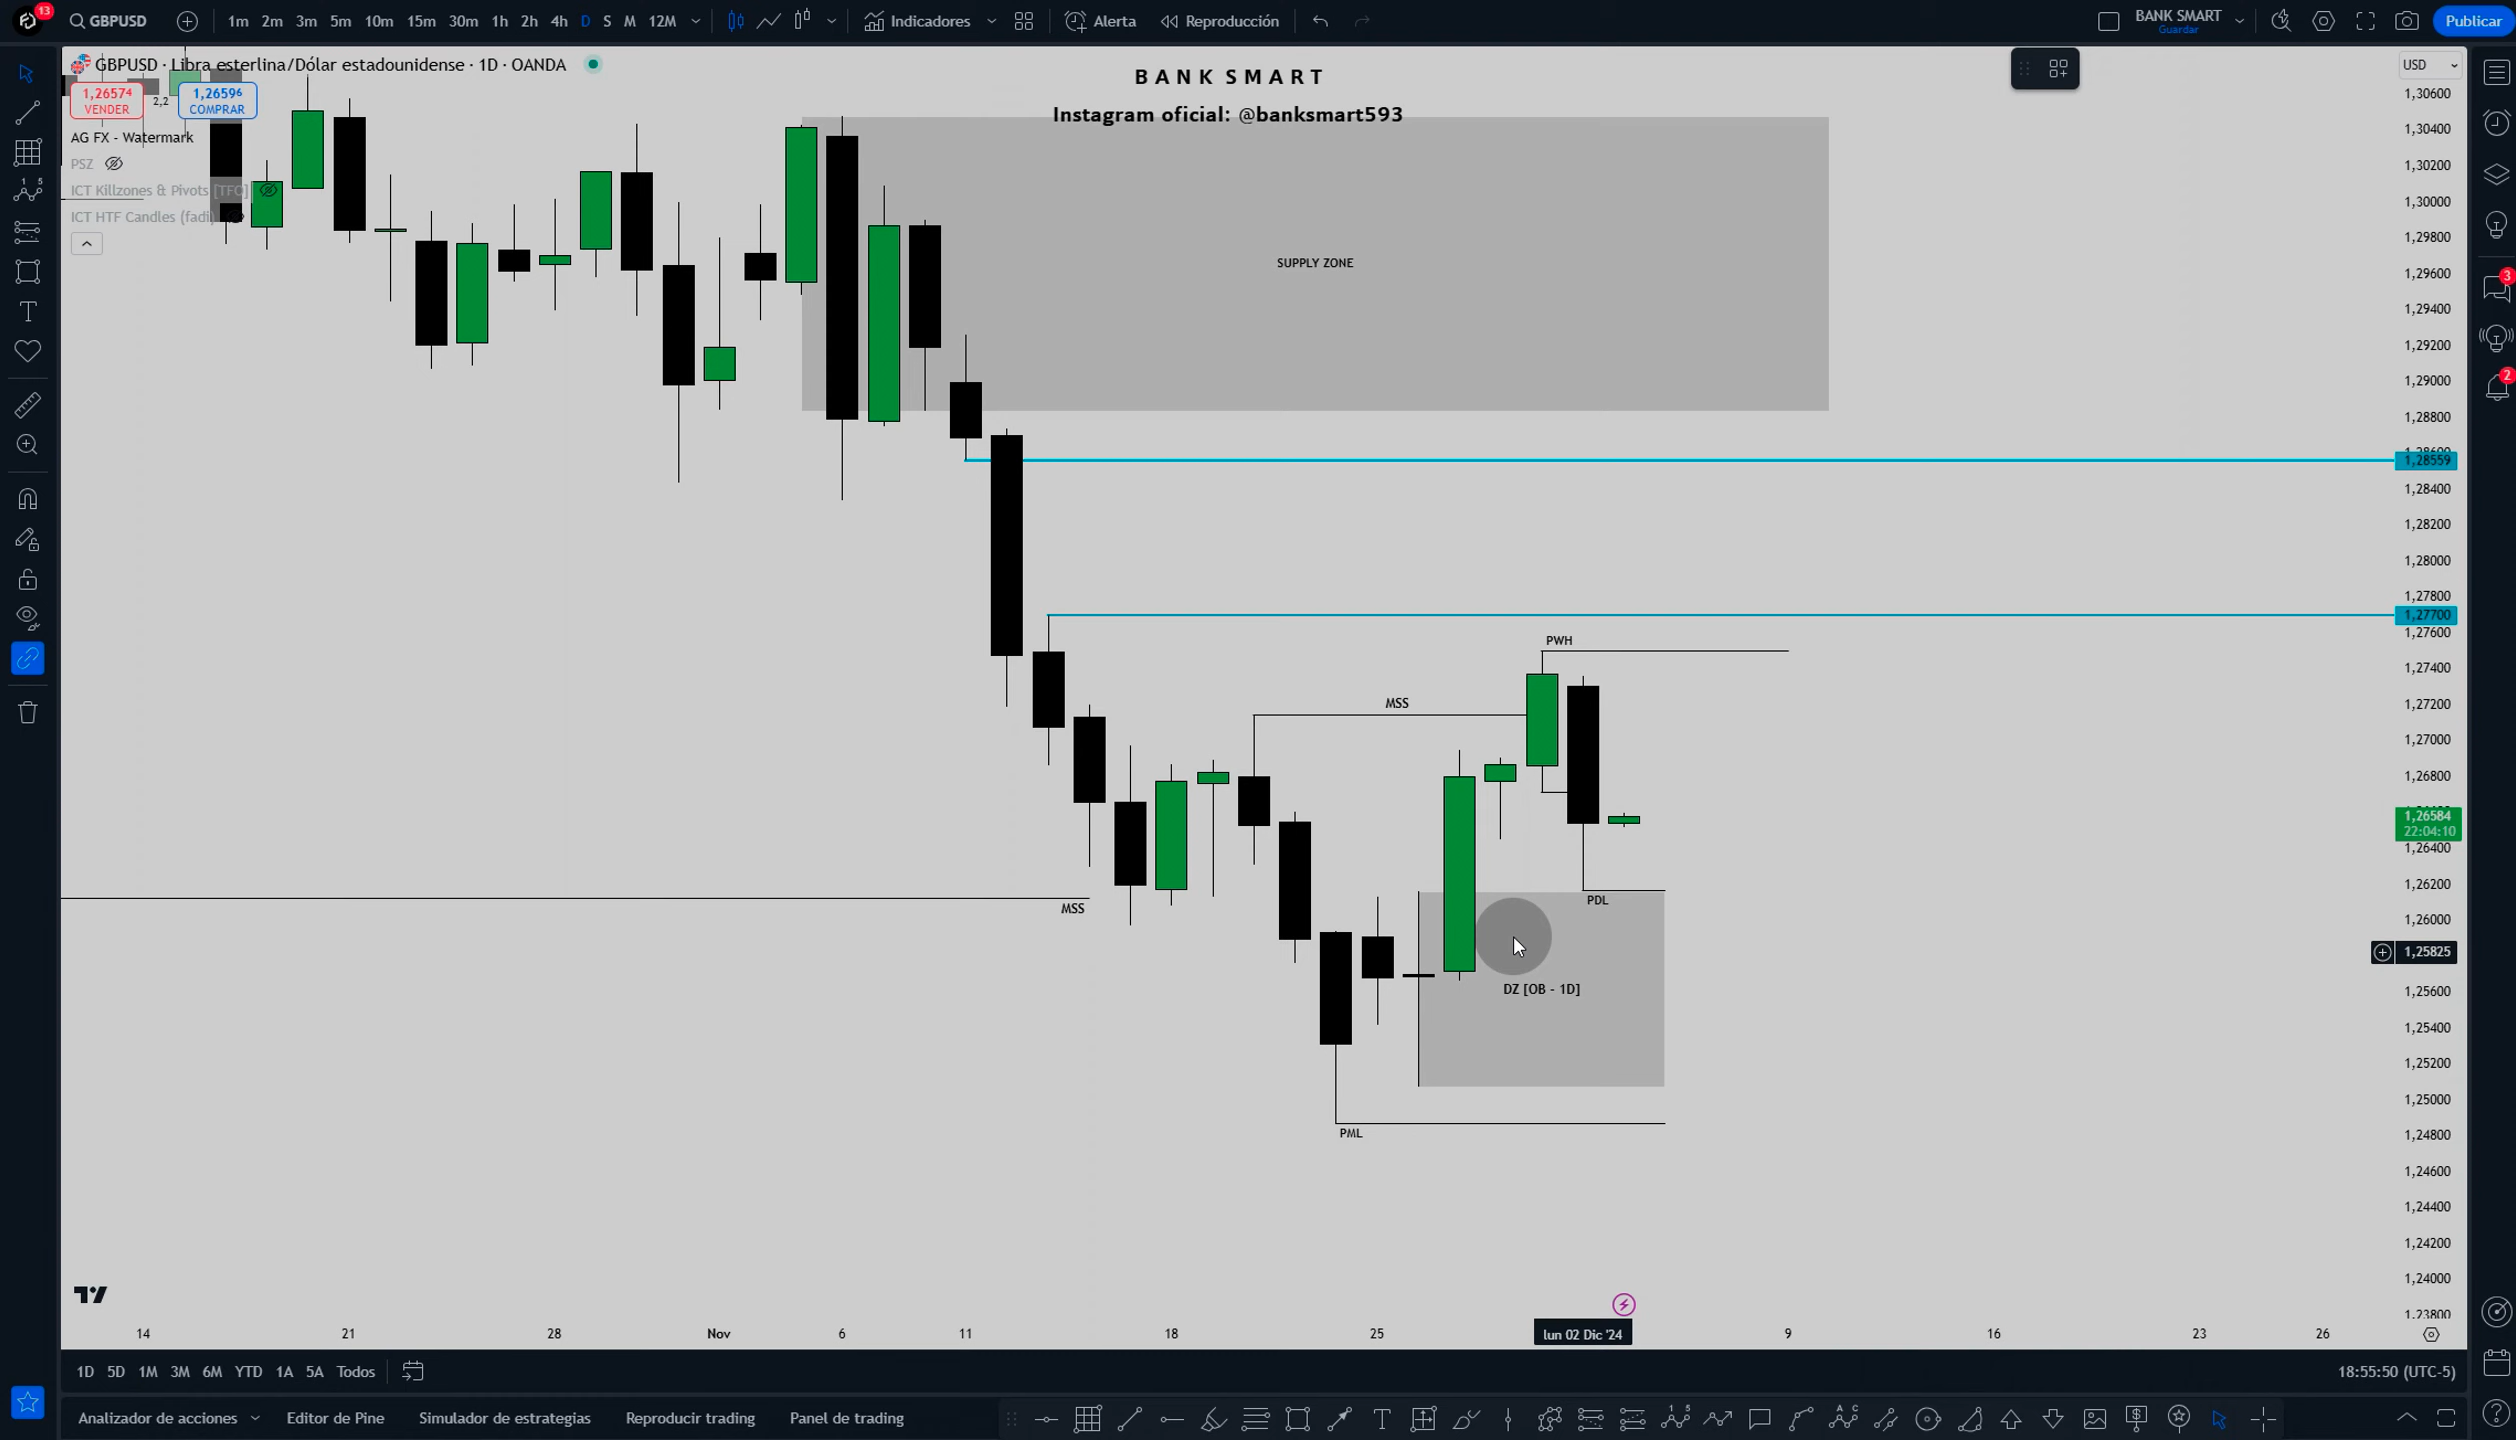 13 GBPUSD 1m 2m 3m 5m 10m 15m 30m 1h 2h 4h D S M 12M Indicadores Alerta Reproducción BANK SMART Guardar Publicar
GBPUSD · Libra esterlina/Dólar estadounidense · 1D · OANDA
1,26574 VENDER 2,2 1,26596 COMPRAR
AG FX - Watermark
PSZ
ICT Killzones & Pivots [TFO]
ICT HTF Candles (fadi)
BANK SMART
Instagram oficial: @banksmart593
USD
SUPPLY ZONE
PWH
MSS
MSS
PDL
DZ [OB - 1D]
PML
1,30600
1,30400
1,30200
1,30000
1,29800
1,29600
1,29400
1,29200
1,29000
1,28800
1,28559
1,28400
1,28200
1,28000
1,27800
1,27700
1,27600
1,27400
1,27200
1,27000
1,26800
1,26584
22:04:10
1,26400
1,26200
1,26000
1,25825
1,25600
1,25400
1,25200
1,25000
1,24800
1,24600
1,24400
1,24200
1,24000
1,23800
3
2
14 21 28 Nov 6 11 18 25 lun 02 Dic '24 9 16 23 26
1D 5D 1M 3M 6M YTD 1A 5A Todos 18:55:50 (UTC-5)
Analizador de acciones Editor de Pine Simulador de estrategias Reproducir trading Panel de trading